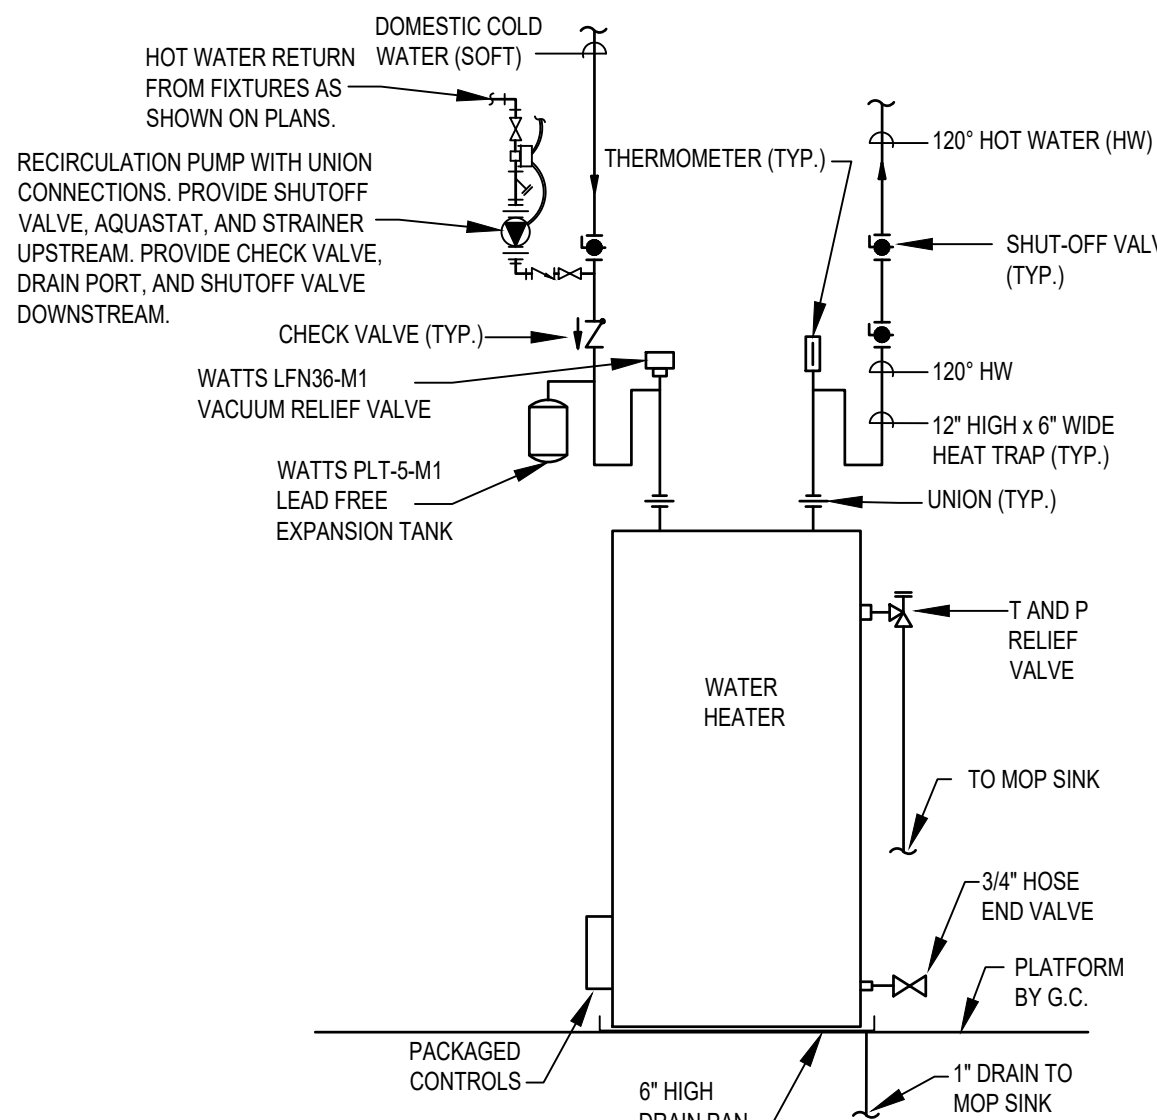 DOMESTIC COLD
WATER (SOFT)
HOT WATER RETURN
FROM FIXTURES AS
SHOWN ON PLANS.
RECIRCULATION PUMP WITH UNION
CONNECTIONS. PROVIDE SHUTOFF
VALVE, AQUASTAT, AND STRAINER
UPSTREAM. PROVIDE CHECK VALVE,
DRAIN PORT, AND SHUTOFF VALVE
DOWNSTREAM.
THERMOMETER (TYP.)
120° HOT WATER (HW)
SHUT-OFF
(TYP.)
CHECK VALVE (TYP.)
WATTS LFN36-M1
VACUUM RELIEF VALVE
120° HW
12" HIGH x 6" WIDE
HEAT TRAP (TYP.)
WATTS PLT-5-M1
LEAD FREE
EXPANSION TANK
UNION (TYP.)
T AND P
RELIEF
VALVE
WATER
HEATER
TO MOP SINK
3/4" HOSE
END VALVE
PLATFORM
BY G.C.
PACKAGED
CONTROLS
6" HIGH
DRAIN PAN
1" DRAIN TO
MOP SINK